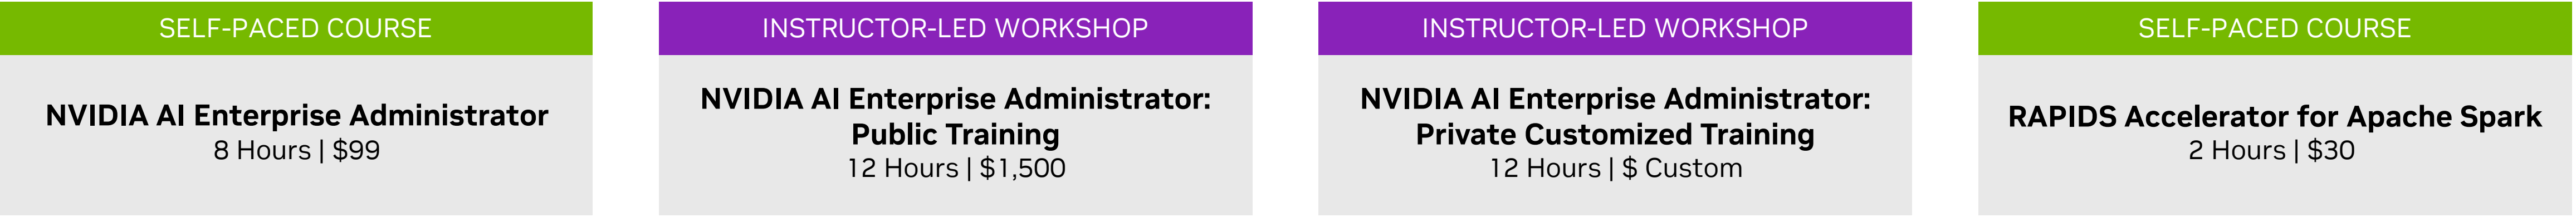 SELF-PACED COURSE
NVIDIA AI Enterprise Administrator
8 Hours | $99
INSTRUCTOR-LED WORKSHOP
NVIDIA AI Enterprise Administrator:
Public Training
12 Hours | $1,500
INSTRUCTOR-LED WORKSHOP
NVIDIA AI Enterprise Administrator:
Private Customized Training
12 Hours | $ Custom
SELF-PACED COURSE
RAPIDS Accelerator for Apache Spark
2 Hours | $30